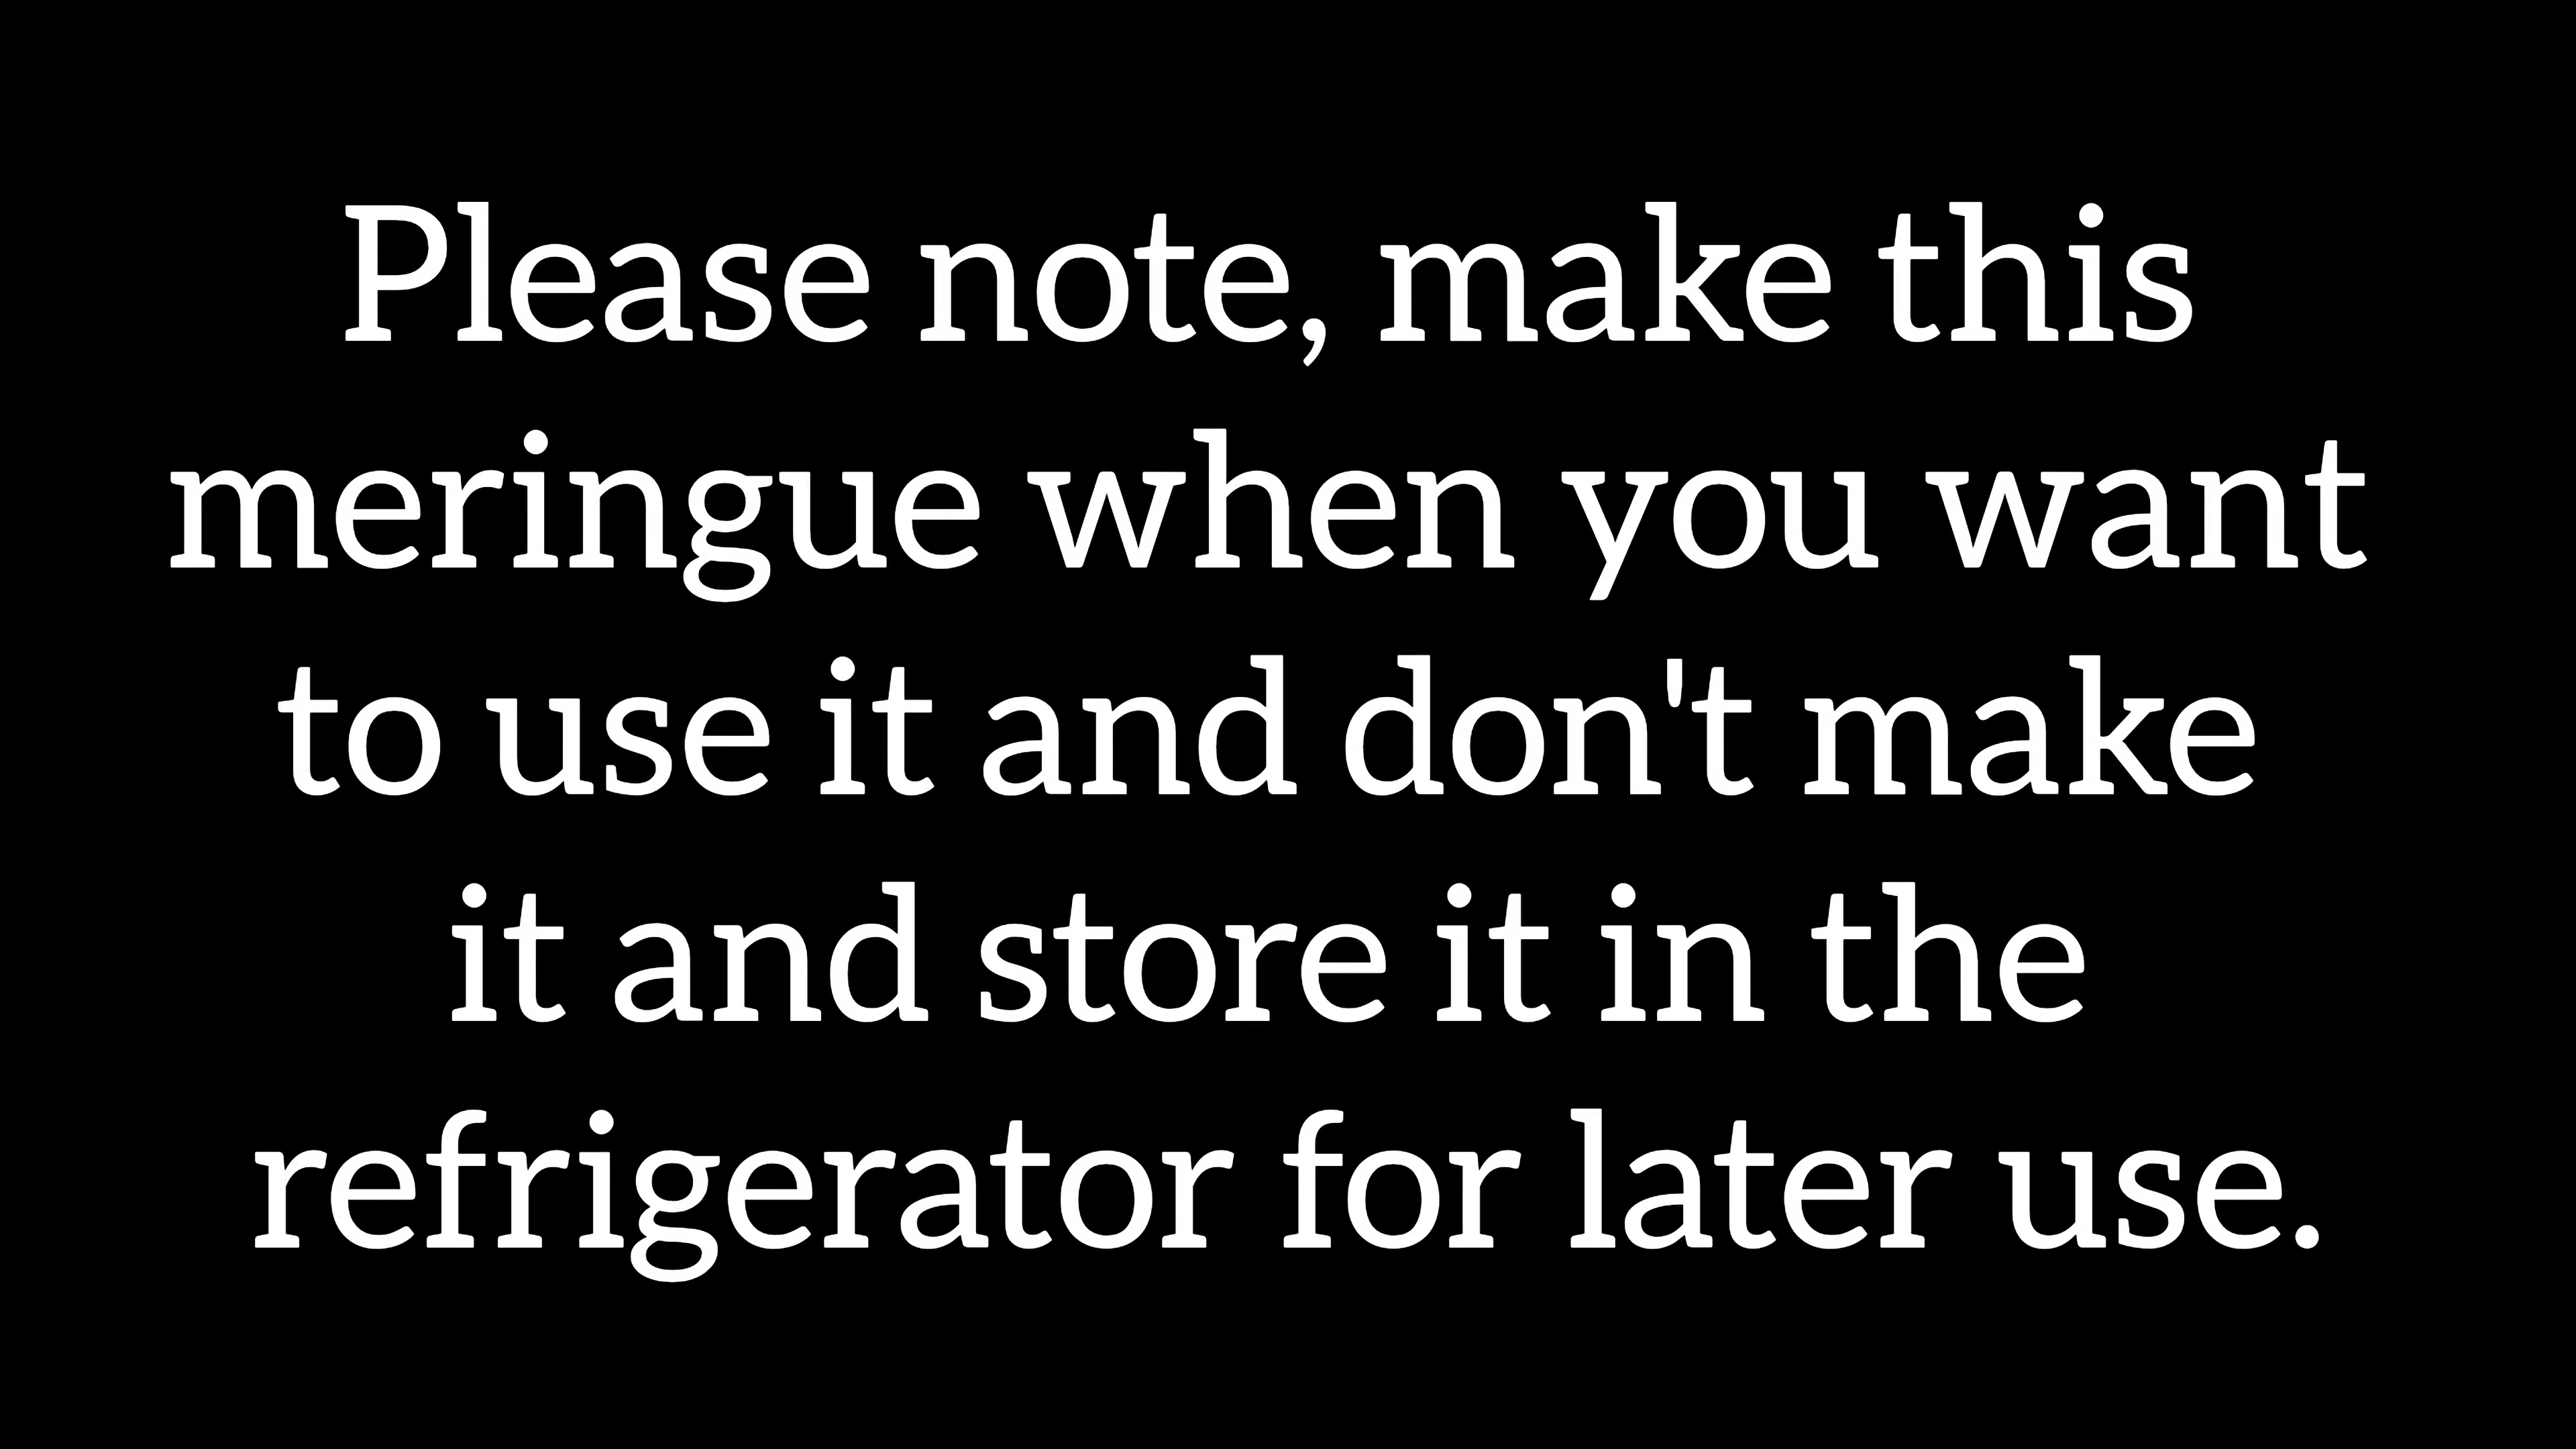 Please note, make this
meringue when you want
to use it and don't make
it and store it in the
refrigerator for later use.